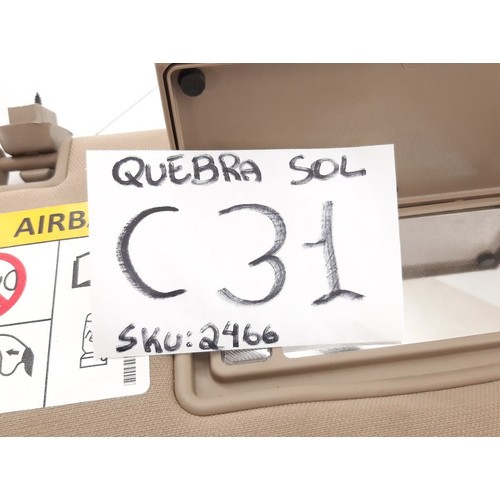 QUEBRA SOL
AIRBA
C31
SKU: 2466